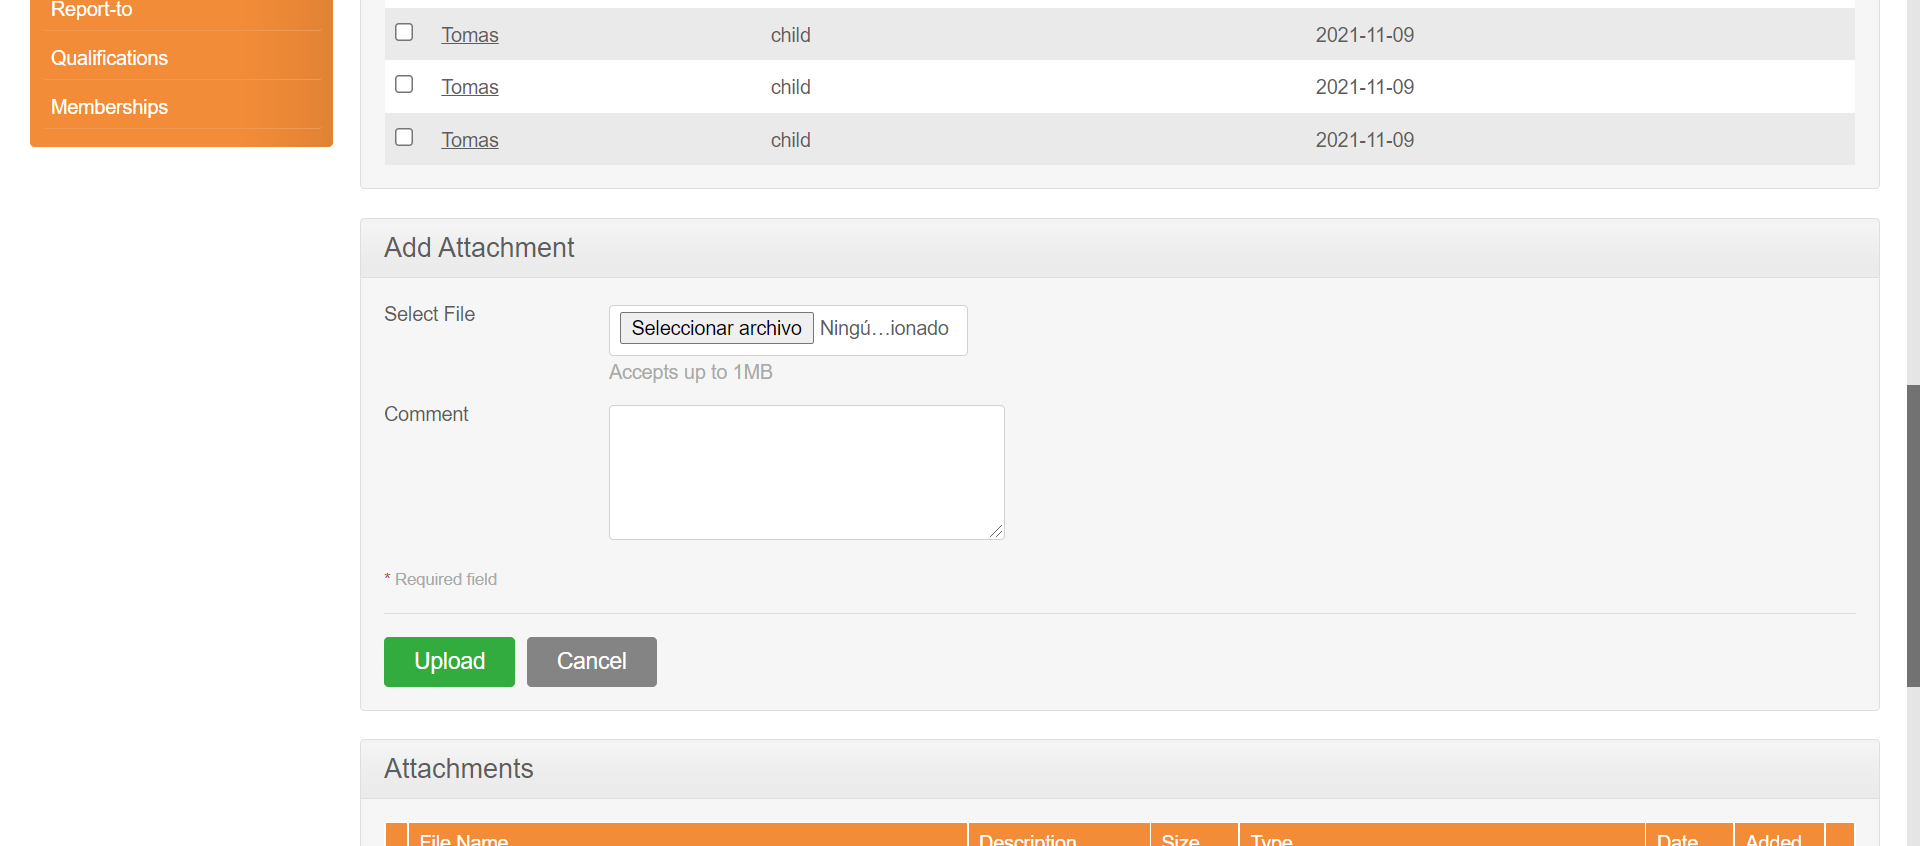 Report-to
Qualifications
Memberships
Tomas child 2021-11-09
Tomas child 2021-11-09
Tomas child 2021-11-09
Add Attachment
Select File
Seleccionar archivo Ningú…ionado
Accepts up to 1MB
Comment
* Required field
Upload Cancel
Attachments
File Name Description Size Type Date Added